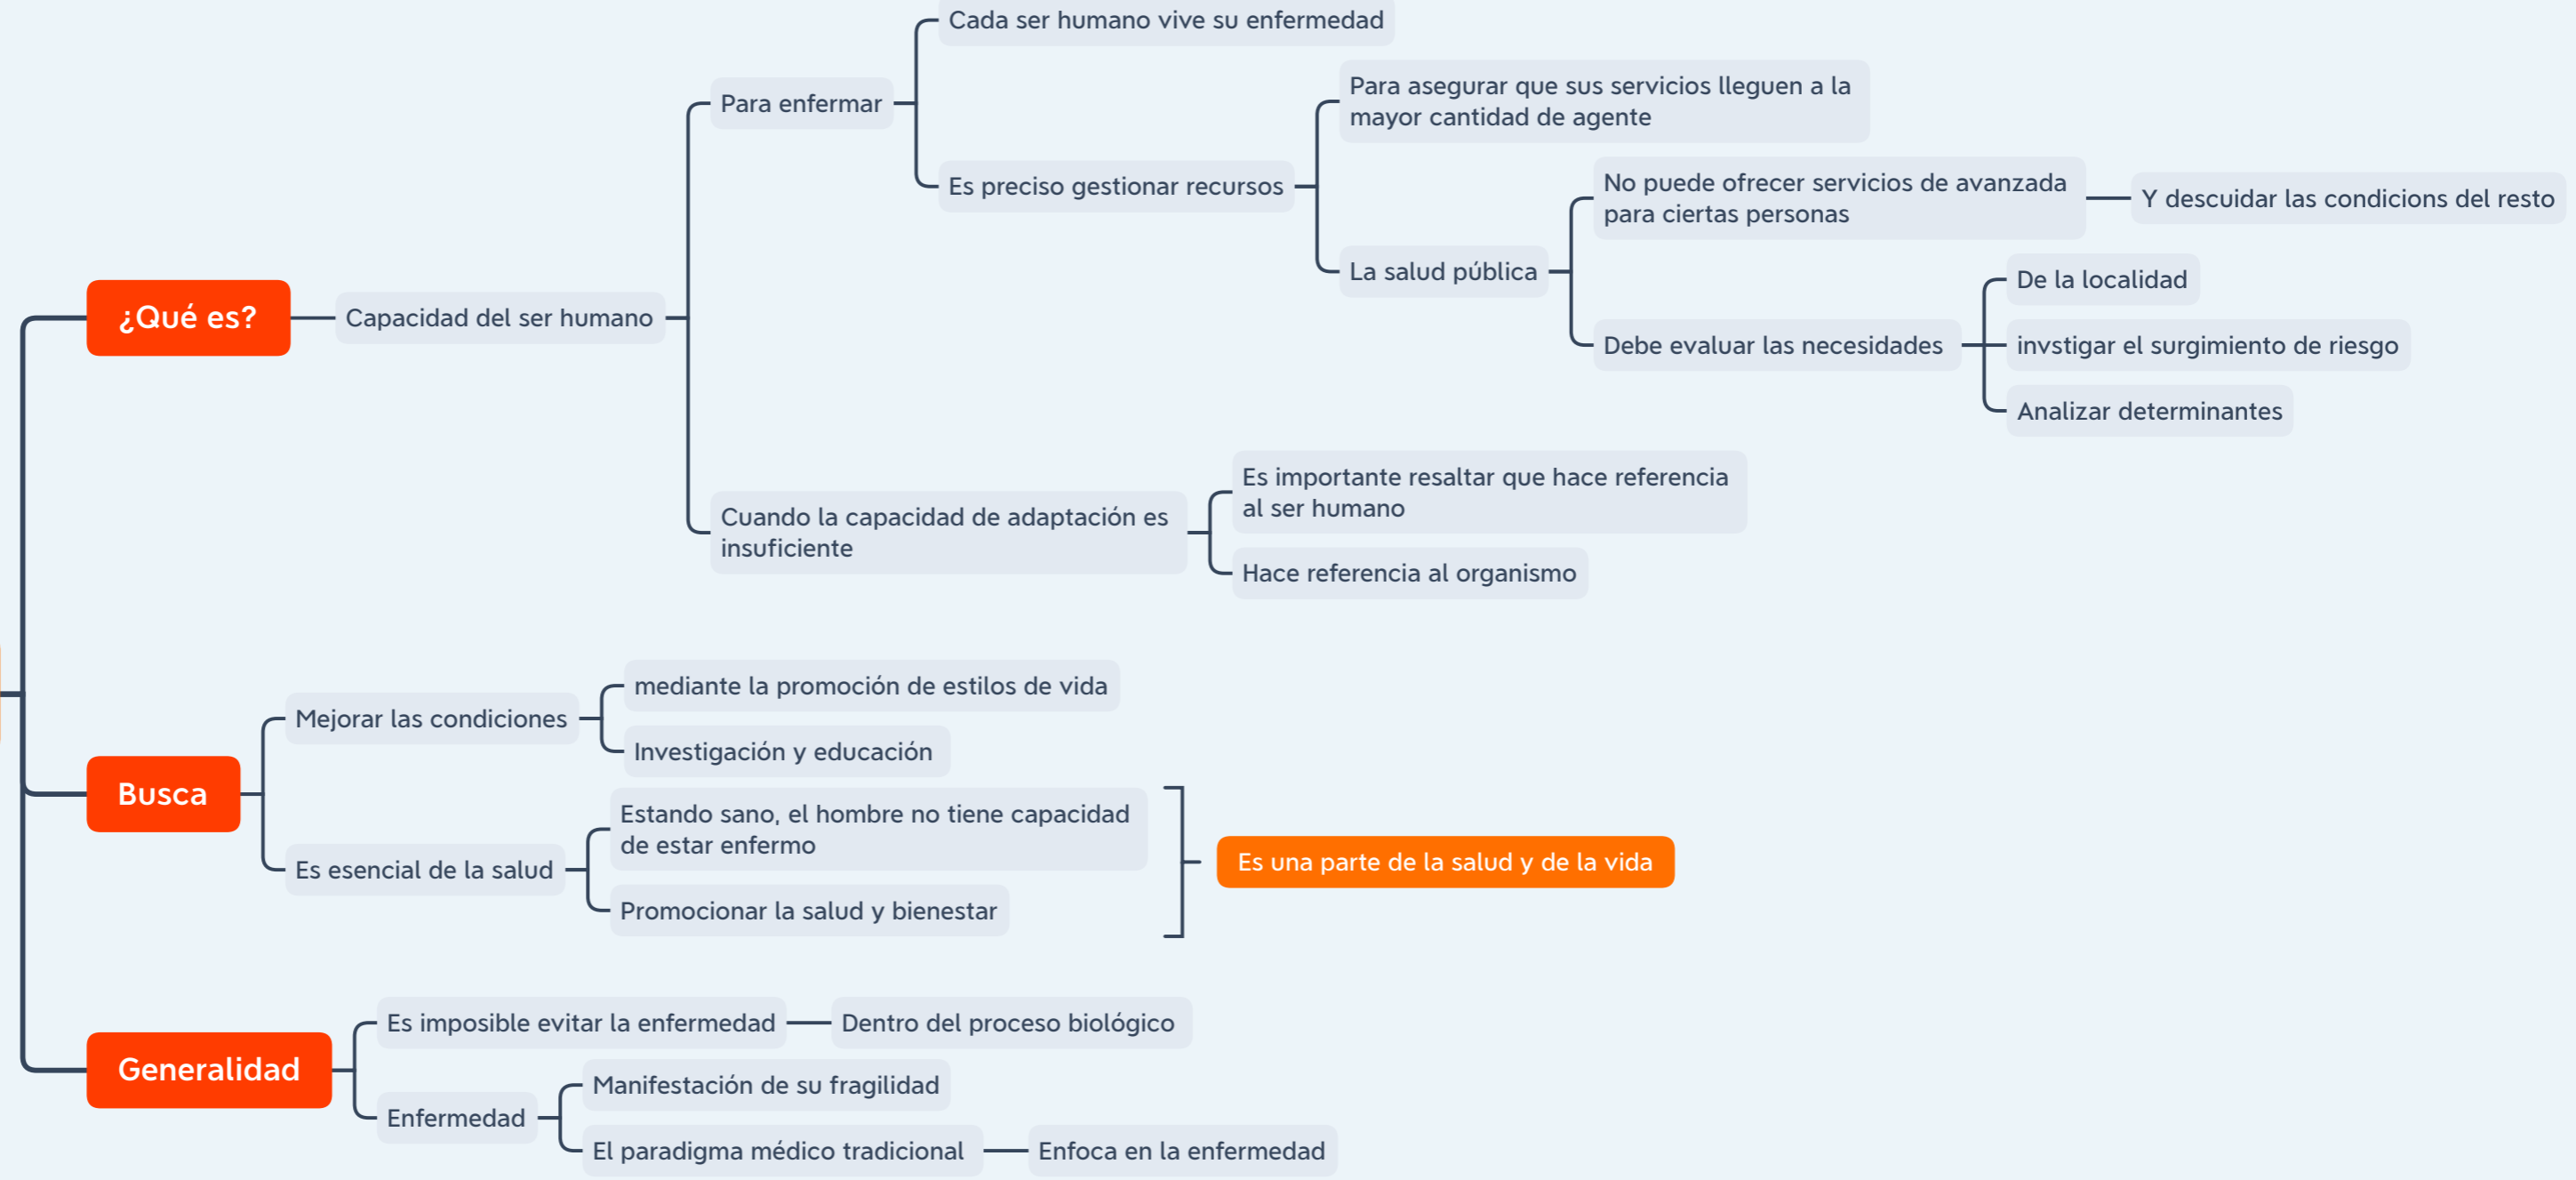 Cada ser humano vive su enfermedad
Para enfermar
Para asegurar que sus servicios lleguen a la
mayor cantidad de agente
Es preciso gestionar recursos
No puede ofrecer servicios de avanzada
para ciertas personas
Y descuidar las condicions del resto
La salud pública
De la localidad
Debe evaluar las necesidades
invstigar el surgimiento de riesgo
Analizar determinantes
¿Qué es?
Capacidad del ser humano
Cuando la capacidad de adaptación es
insuficiente
Es importante resaltar que hace referencia
al ser humano
Hace referencia al organismo
Busca
Mejorar las condiciones
mediante la promoción de estilos de vida
Investigación y educación
Es esencial de la salud
Estando sano, el hombre no tiene capacidad
de estar enfermo
Promocionar la salud y bienestar
Es una parte de la salud y de la vida
Generalidad
Es imposible evitar la enfermedad
Dentro del proceso biológico
Enfermedad
Manifestación de su fragilidad
El paradigma médico tradicional
Enfoca en la enfermedad